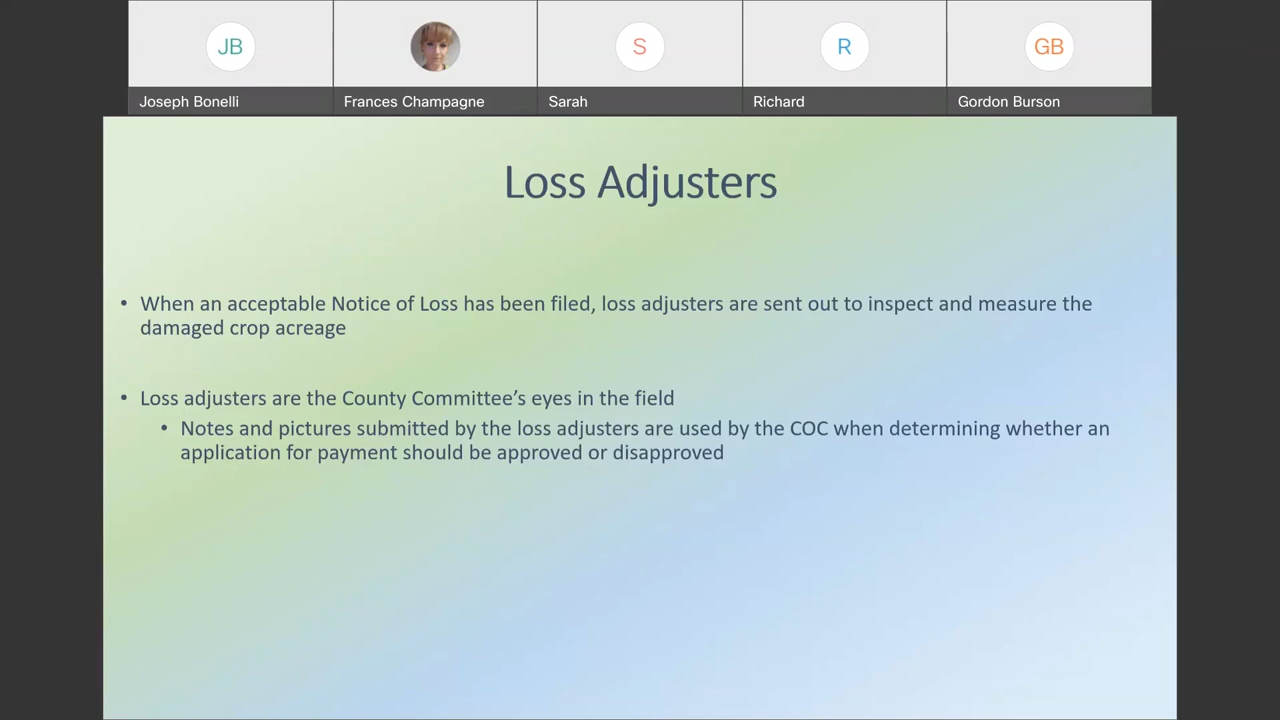 JB
S
R
GB
Joseph Bonelli
Frances Champagne
Sarah
Richard
Gordon Burson
Loss Adjusters
• When an acceptable Notice of Loss has been filed, loss adjusters are sent out to inspect and measure the
damaged crop acreage
• Loss adjusters are the County Committee’s eyes in the field
• Notes and pictures submitted by the loss adjusters are used by the COC when determining whether an
application for payment should be approved or disapproved